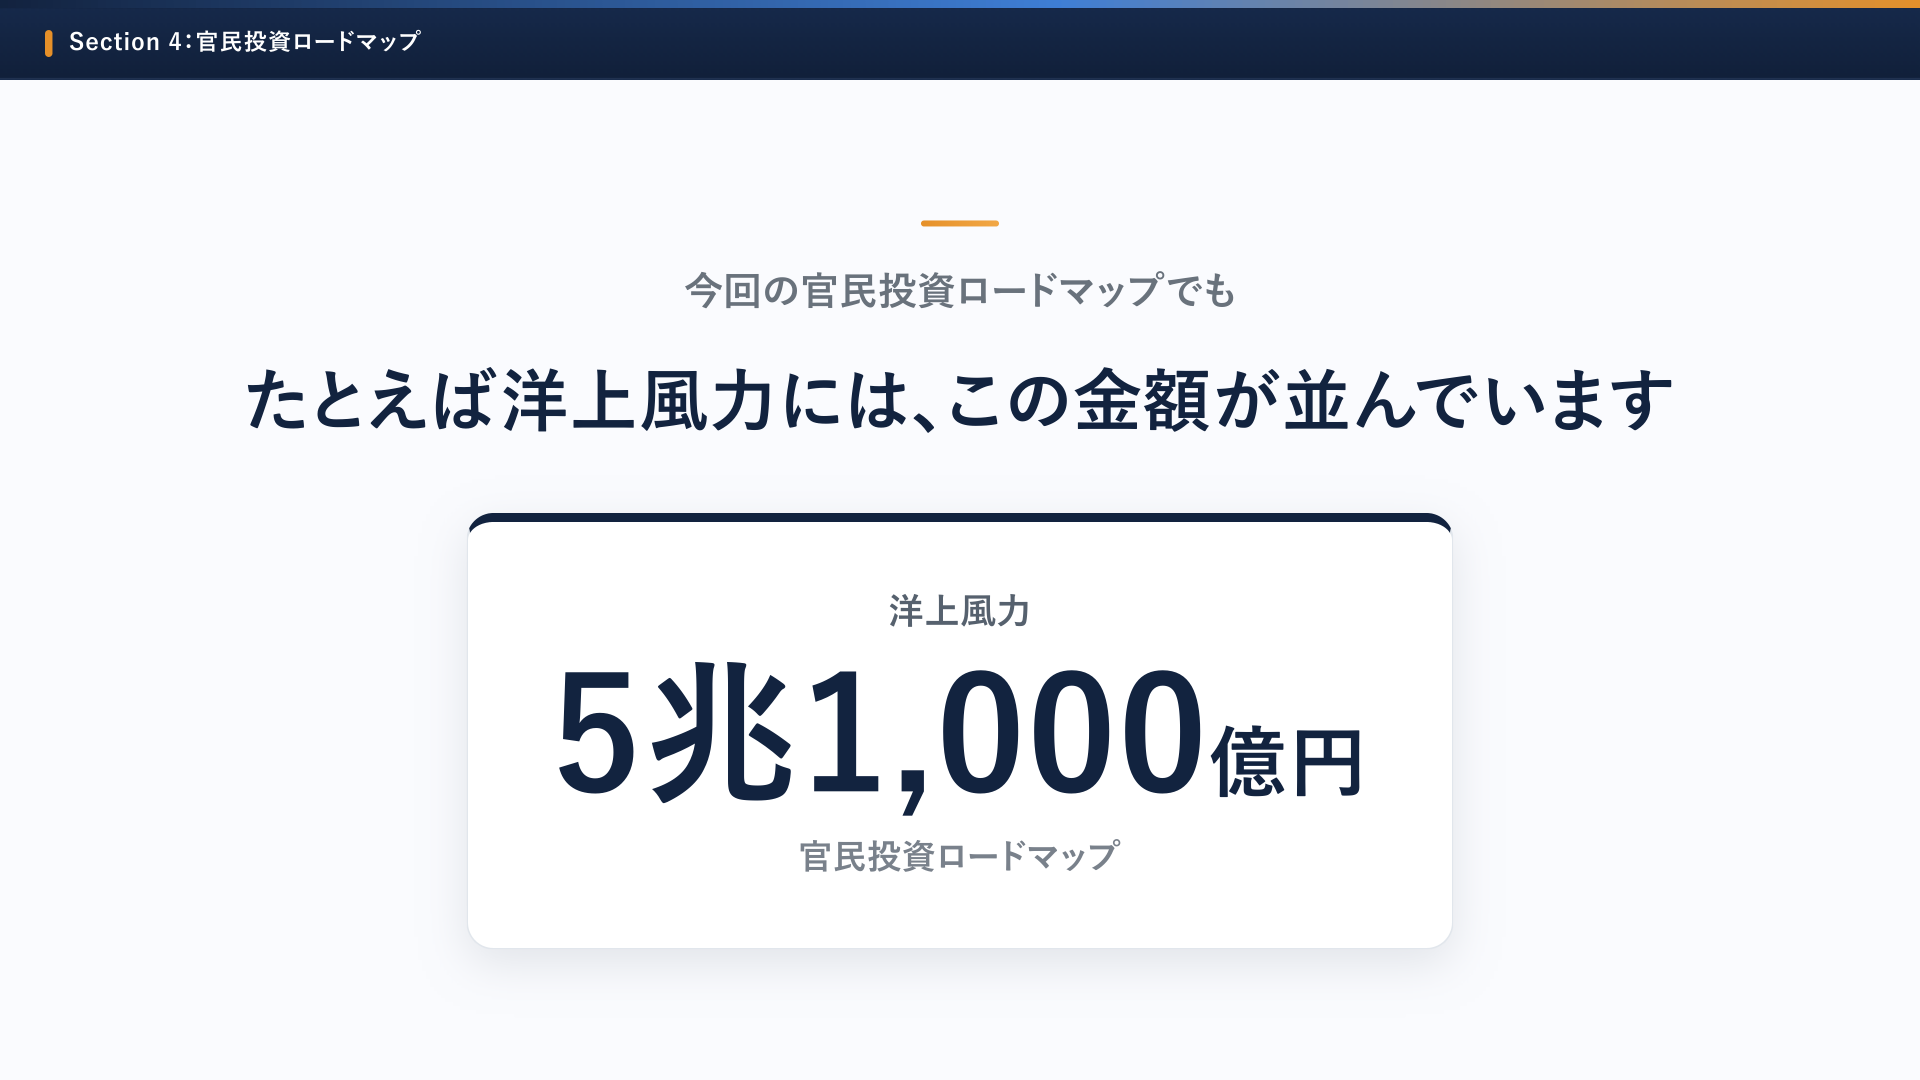 Section 4：官民投資ロードマップ
今回の官民投資ロードマップでも
たとえば洋上風力には、この金額が並んでいます
洋上風力
5兆1,000億円
官民投資ロードマップ